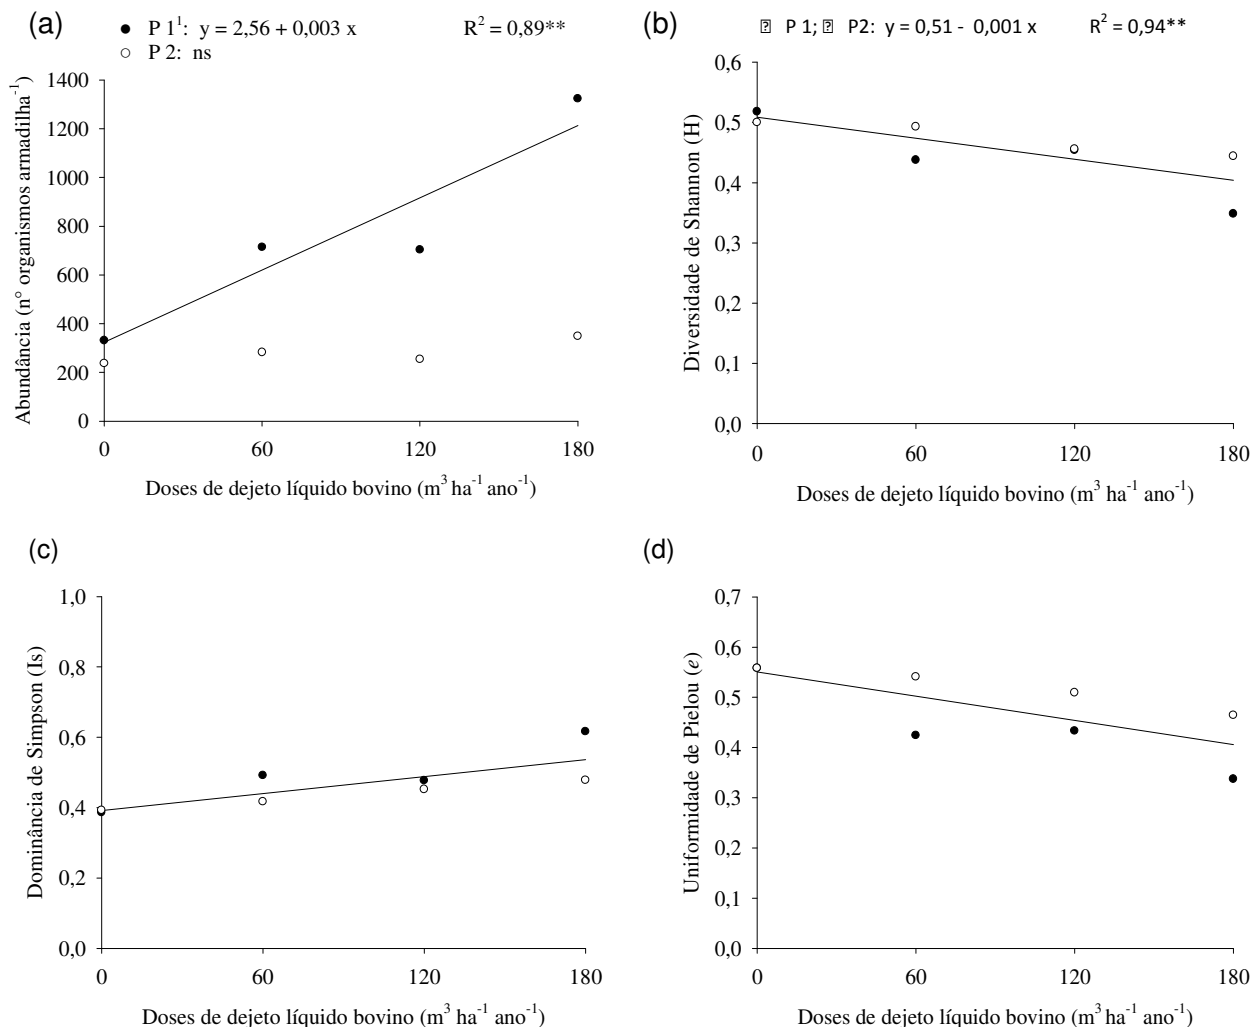 (a)
● P 1¹: y = 2,56 + 0,003 x R² = 0,89**
○ P 2: ns
1400
1200
1000
800
600
400
200
0
Abundância (n° organismos armadilha⁻¹)
0 60 120 180
Doses de dejeto líquido bovino (m³ ha⁻¹ ano⁻¹)
(b)
⍰ P 1; ⍰ P2: y = 0,51 - 0,001 x R² = 0,94**
0,6
0,5
0,4
0,3
0,2
0,1
0,0
Diversidade de Shannon (H)
0 60 120 180
Doses de dejeto líquido bovino (m³ ha⁻¹ ano⁻¹)
(c)
1,0
0,8
0,6
0,4
0,2
0,0
Dominância de Simpson (Is)
0 60 120 180
Doses de dejeto líquido bovino (m³ ha⁻¹ ano⁻¹)
(d)
0,7
0,6
0,5
0,4
0,3
0,2
0,1
0,0
Uniformidade de Pielou (e)
0 60 120 180
Doses de dejeto líquido bovino (m³ ha⁻¹ ano⁻¹)